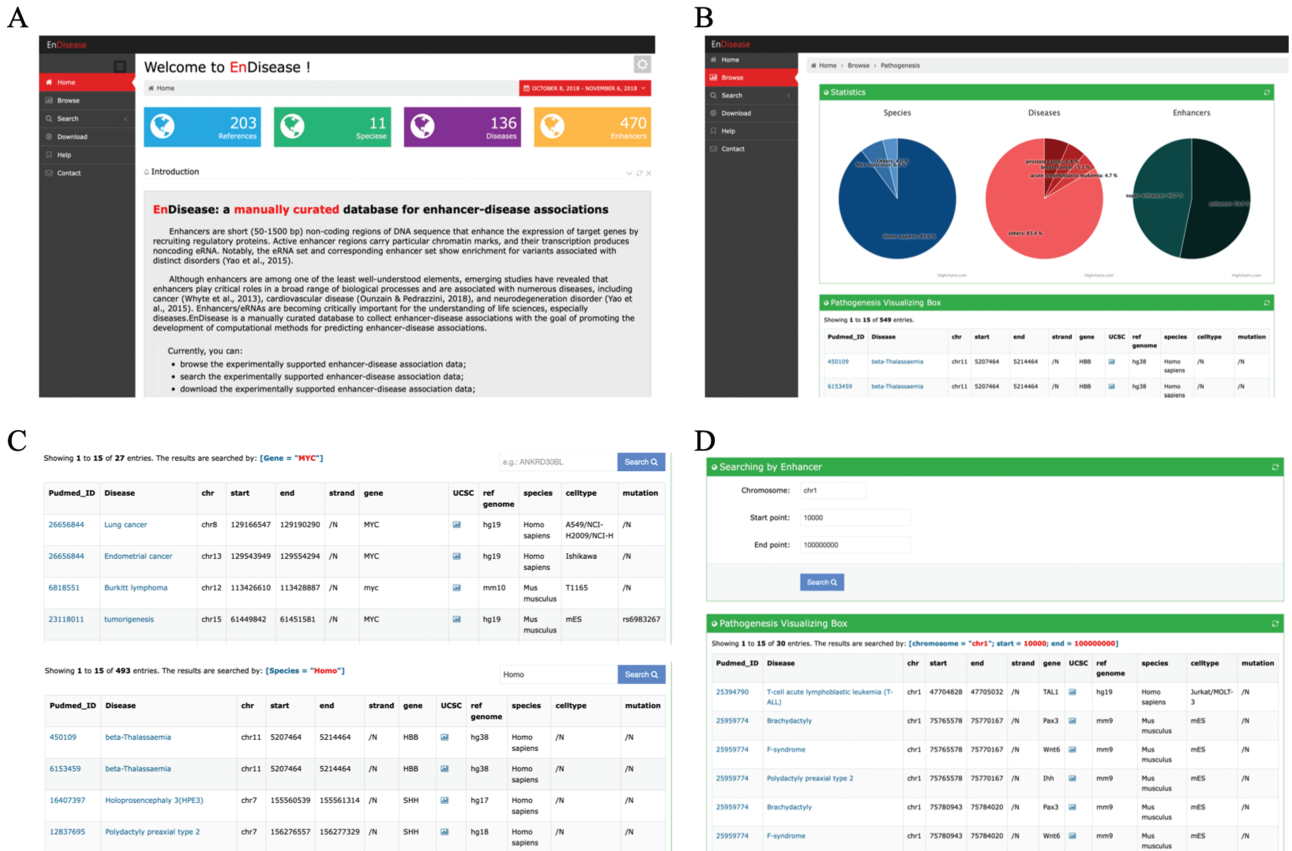 A
EnDisease
Home
Browse
Search
Download
Help
Contact
Welcome to EnDisease !
Home
OCTOBER 8, 2018 - NOVEMBER 6, 2018
203
References
11
Speciese
136
Diseases
470
Enhancers
Introduction
EnDisease: a manually curated database for enhancer-disease associations
Enhancers are short (50-1500 bp) non-coding regions of DNA sequence that enhance the expression of target genes by
recruiting regulatory proteins. Active enhancer regions carry particular chromatin marks, and their transcription produces
noncoding eRNA. Notably, the eRNA set and corresponding enhancer set show enrichment for variants associated with
distinct disorders (Yao et al., 2015).
Although enhancers are among one of the least well-understood elements, emerging studies have revealed that
enhancers play critical roles in a broad range of biological processes and are associated with numerous diseases, including
cancer (Whyte et al., 2013), cardiovascular disease (Ounzain & Pedrazzini, 2018), and neurodegeneration disorder (Yao et
al., 2015). Enhancers/eRNAs are becoming critically important for the understanding of life sciences, especially
diseases.EnDisease is a manually curated database to collect enhancer-disease associations with the goal of promoting the
development of computational methods for predicting enhancer-disease associations.
Currently, you can:
• browse the experimentally supported enhancer-disease association data;
• search the experimentally supported enhancer-disease association data;
• download the experimentally supported enhancer-disease association data;
B
EnDisease
Home
Browse
Search
Download
Help
Contact
Home > Browse > Pathogenesis
Statistics
Species
Diseases
Enhancers
Homo sapiens:
acute lymphoblastic leukemia: 4.7 %
others: 81.4 %
super-enhancer:
enhancer:
Highcharts.com
Highcharts.com
Highcharts.com
Pathogenesis Visualizing Box
Showing 1 to 15 of 549 entries.
Pudmed_ID Disease chr start end strand gene UCSC ref genome species celltype mutation
450109 beta-Thalassaemia chr11 5207464 5214464 /N HBB hg38 Homo sapiens /N /N
6153459 beta-Thalassaemia chr11 5207464 5214464 /N HBB hg38 Homo sapiens /N /N
C
Showing 1 to 15 of 27 entries. The results are searched by: [Gene = "MYC"]
e.g.: ANKRD30BL
Search
Pudmed_ID Disease chr start end strand gene UCSC ref genome species celltype mutation
26656844 Lung cancer chr8 129166547 129190290 /N MYC hg19 Homo sapiens A549/NCI-H2009/NCI-H /N
26656844 Endometrial cancer chr13 129543949 129554294 /N MYC hg19 Homo sapiens Ishikawa /N
6818551 Burkitt lymphoma chr12 113426610 113428887 /N myc mm10 Mus musculus T1165 /N
23118011 tumorigenesis chr15 61449842 61451581 /N MYC hg19 Mus musculus mES rs6983267
Showing 1 to 15 of 493 entries. The results are searched by: [Species = "Homo"]
Homo
Search
Pudmed_ID Disease chr start end strand gene UCSC ref genome species celltype mutation
450109 beta-Thalassaemia chr11 5207464 5214464 /N HBB hg38 Homo sapiens /N /N
6153459 beta-Thalassaemia chr11 5207464 5214464 /N HBB hg38 Homo sapiens /N /N
16407397 Holoprosencephaly 3(HPE3) chr7 155560539 155561314 /N SHH hg17 Homo sapiens /N /N
12837695 Polydactyly preaxial type 2 chr7 156276557 156277329 /N SHH hg18 Homo sapiens /N /N
D
Searching by Enhancer
Chromosome: chr1
Start point: 10000
End point: 100000000
Search
Pathogenesis Visualizing Box
Showing 1 to 15 of 30 entries. The results are searched by: [chromosome = "chr1"; start = 10000; end = 100000000]
Pudmed_ID Disease chr start end strand gene UCSC ref genome species celltype mutation
25394790 T-cell acute lymphoblastic leukemia (T-ALL) chr1 47704828 47705032 /N TAL1 hg19 Homo sapiens Jurkat/MOLT-3 /N
25959774 Brachydactyly chr1 75765578 75770167 /N Pax3 mm9 Mus musculus mES /N
25959774 F-syndrome chr1 75765578 75770167 /N Wnt6 mm9 Mus musculus mES /N
25959774 Polydactyly preaxial type 2 chr1 75765578 75770167 /N Ihh mm9 Mus musculus mES /N
25959774 Brachydactyly chr1 75780943 75784020 /N Pax3 mm9 Mus musculus mES /N
25959774 F-syndrome chr1 75780943 75784020 /N Wnt6 mm9 Mus musculus mES /N